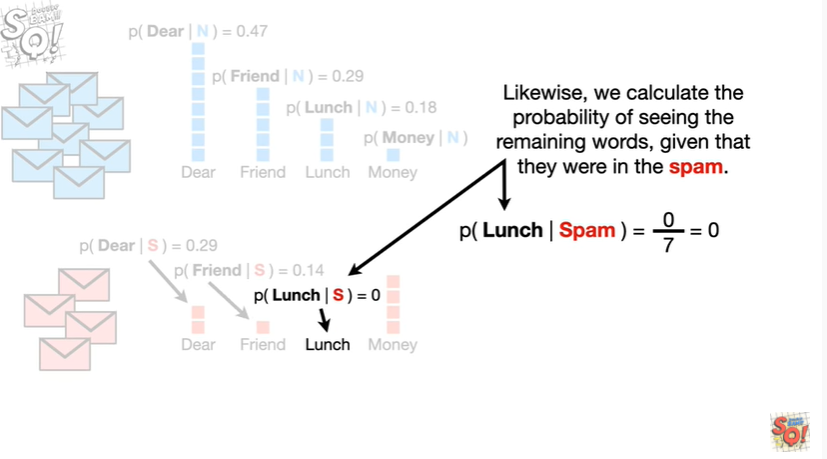 SQ!
p( Dear | N ) = 0.47
p( Friend | N ) = 0.29
p( Lunch | N ) = 0.18
p( Money | N )
Dear Friend Lunch Money
Likewise, we calculate the
probability of seeing the
remaining words, given that
they were in the spam.
p( Lunch | Spam ) = 0/7 = 0
p( Dear | S ) = 0.29
p( Friend | S ) = 0.14
p( Lunch | S ) = 0
Dear Friend Lunch Money
SQ!